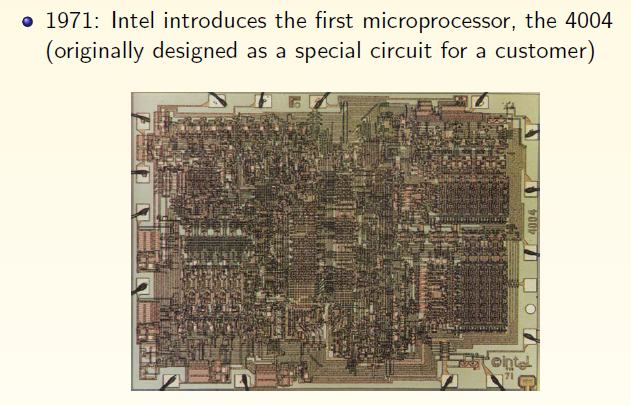 1971: Intel introduces the first microprocessor, the 4004
(originally designed as a special circuit for a customer)
4004
©intel
71